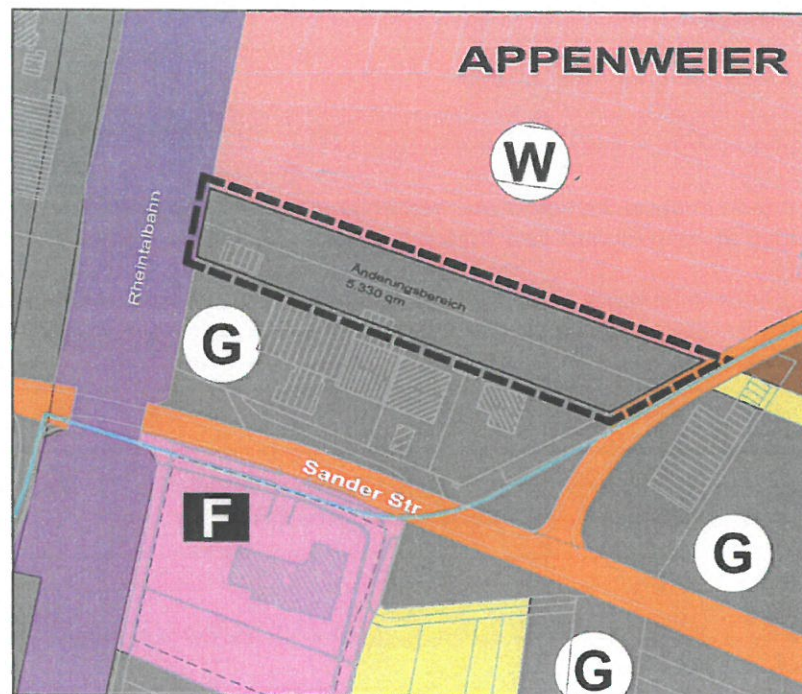 APPENWEIER
W
Rheintalbahn
Änderungsbereich
5.330 qm
G
Sander Str
F
G
G